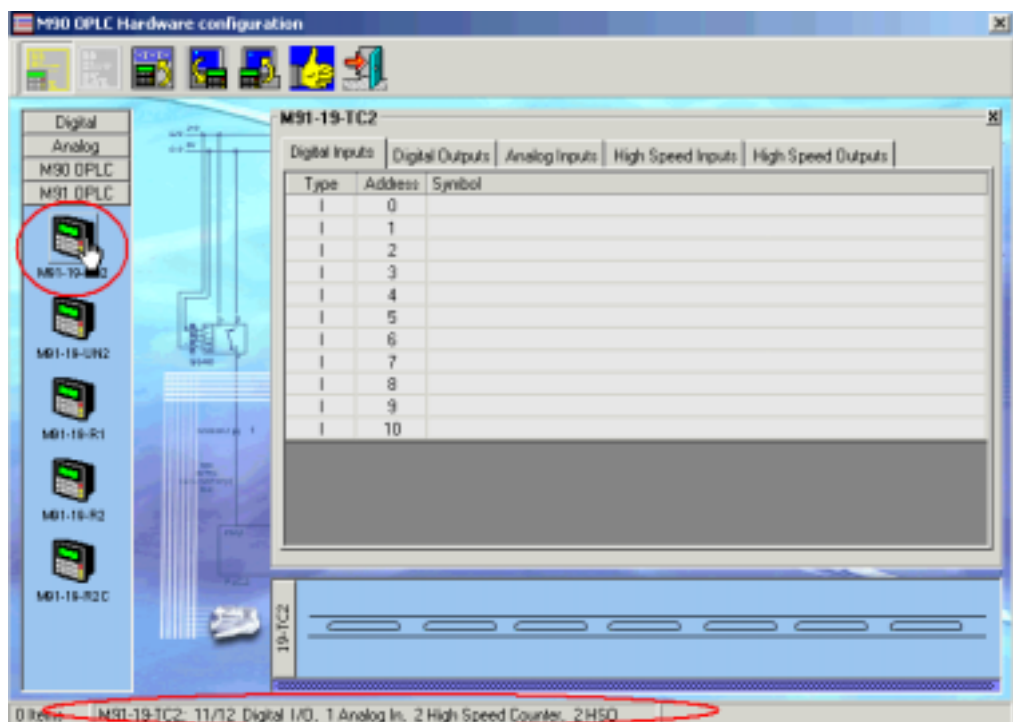 M90 OPLC Hardware configuration
Digital
Analog
M90 OPLC
M91 OPLC
M91-19-UN2
M91-19-R1
M91-19-R2
M91-19-R2C
M91-19-TC2
Digital Inputs Digital Outputs Analog Inputs High Speed Inputs High Speed Outputs
Type Address Symbol
I 0
I 1
I 2
I 3
I 4
I 5
I 6
I 7
I 8
I 9
I 10
19-TC2
0 Items M91-19-TC2: 11/12 Digital I/O, 1 Analog In, 2 High Speed Counter, 2 HSO